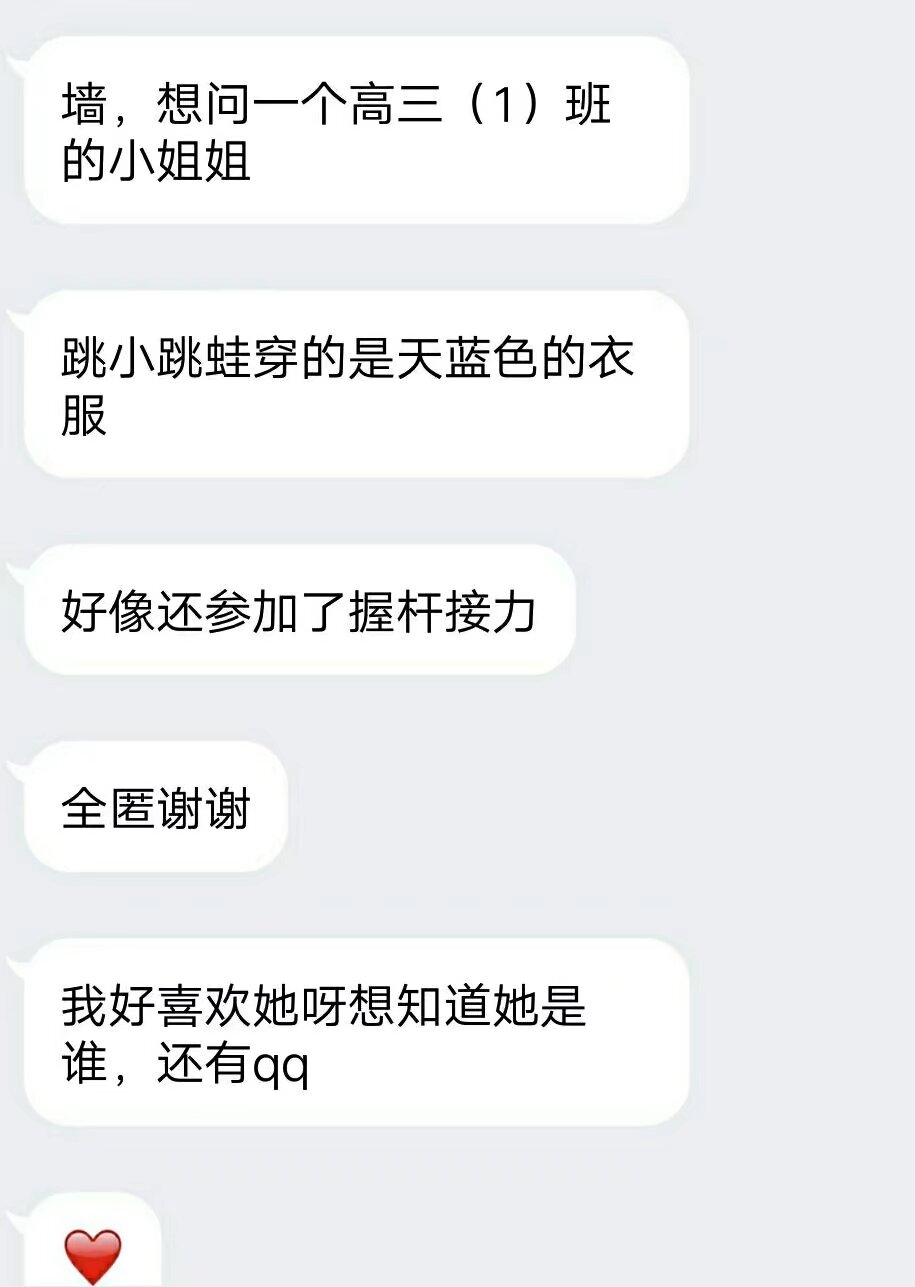 墙，想问一个高三（1）班
的小姐姐
跳小跳蛙穿的是天蓝色的衣
服
好像还参加了握杆接力
全匿谢谢
我好喜欢她呀想知道她是
谁，还有qq